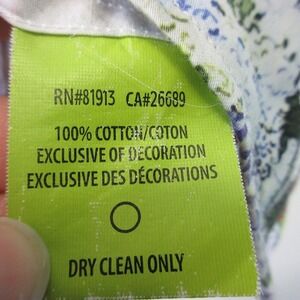 RN#81913 CA#26689
100% COTTON/COTON
EXCLUSIVE OF DECORATION
EXCLUSIVE DES DÉCORATIONS
DRY CLEAN ONLY